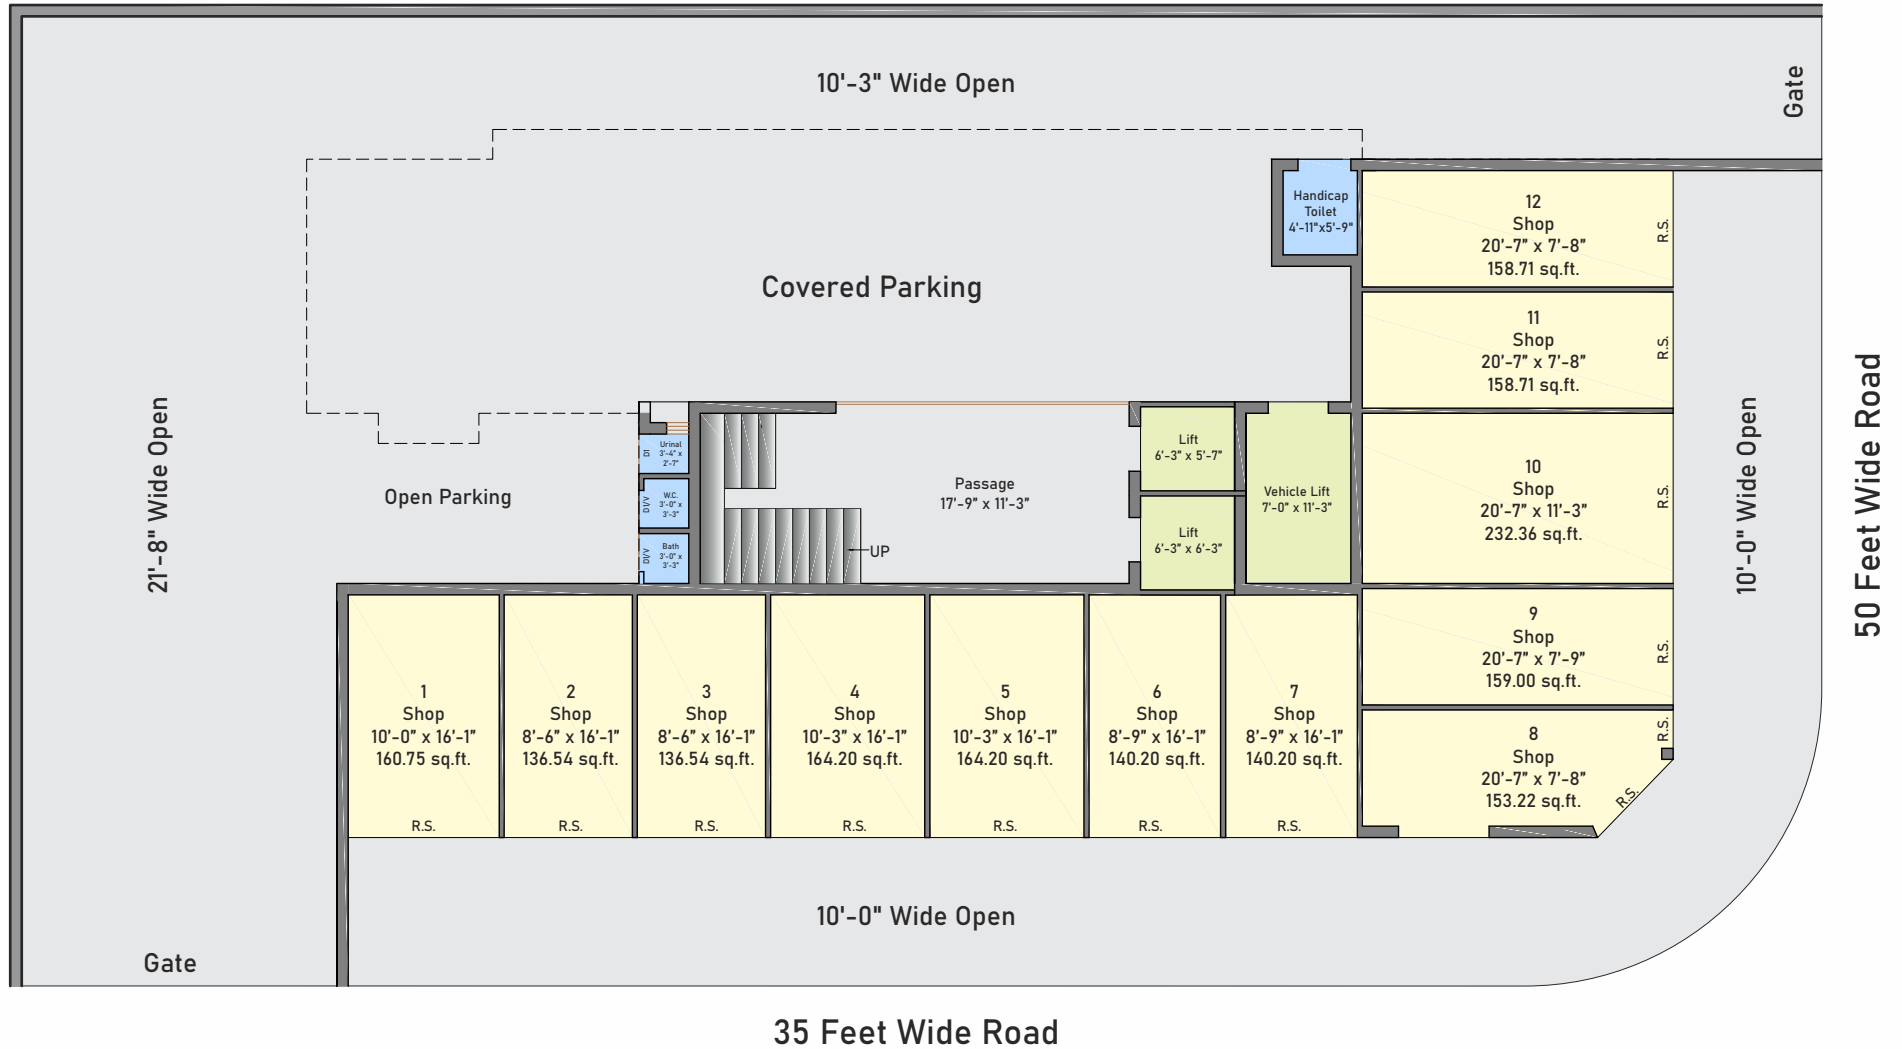 10'-3" Wide Open
Gate
Handicap
Toilet
4'-11"x5'-9"
12
Shop
20'-7" x 7'-8"
158.71 sq.ft.
R.S.
Covered Parking
11
Shop
20'-7" x 7'-8"
158.71 sq.ft.
R.S.
50 Feet Wide Road
10'-0" Wide Open
21'-8" Wide Open
Open Parking
Urinal
3'-4" x
2'-7"
D1
W.C.
3'-0" x
3'-3"
D1/V
Bath
3'-0" x
3'-3"
D1/V
UP
Passage
17'-9" x 11'-3"
Lift
6'-3" x 5'-7"
Lift
6'-3" x 6'-3"
Vehicle Lift
7'-0" x 11'-3"
10
Shop
20'-7" x 11'-3"
232.36 sq.ft.
R.S.
9
Shop
20'-7" x 7'-9"
159.00 sq.ft.
R.S.
1
Shop
10'-0" x 16'-1"
160.75 sq.ft.
R.S.
2
Shop
8'-6" x 16'-1"
136.54 sq.ft.
R.S.
3
Shop
8'-6" x 16'-1"
136.54 sq.ft.
R.S.
4
Shop
10'-3" x 16'-1"
164.20 sq.ft.
R.S.
5
Shop
10'-3" x 16'-1"
164.20 sq.ft.
R.S.
6
Shop
8'-9" x 16'-1"
140.20 sq.ft.
R.S.
7
Shop
8'-9" x 16'-1"
140.20 sq.ft.
R.S.
8
Shop
20'-7" x 7'-8"
153.22 sq.ft.
R.S.
R.S.
10'-0" Wide Open
Gate
35 Feet Wide Road